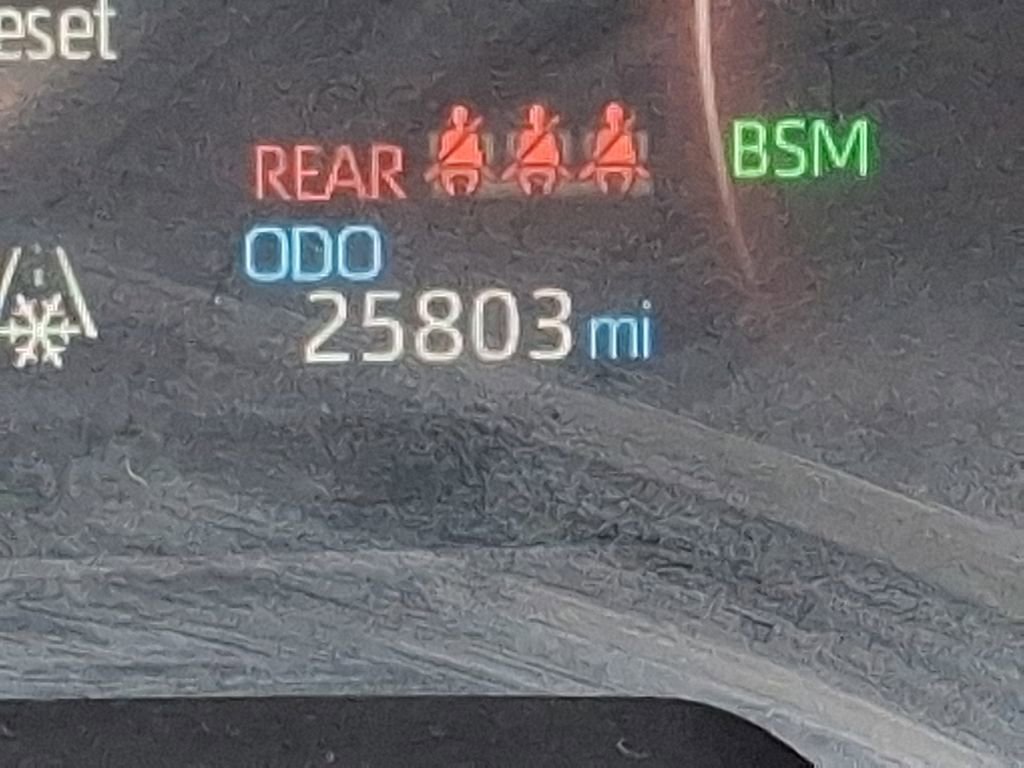 eset
REAR
BSM
ODO
25803 mi